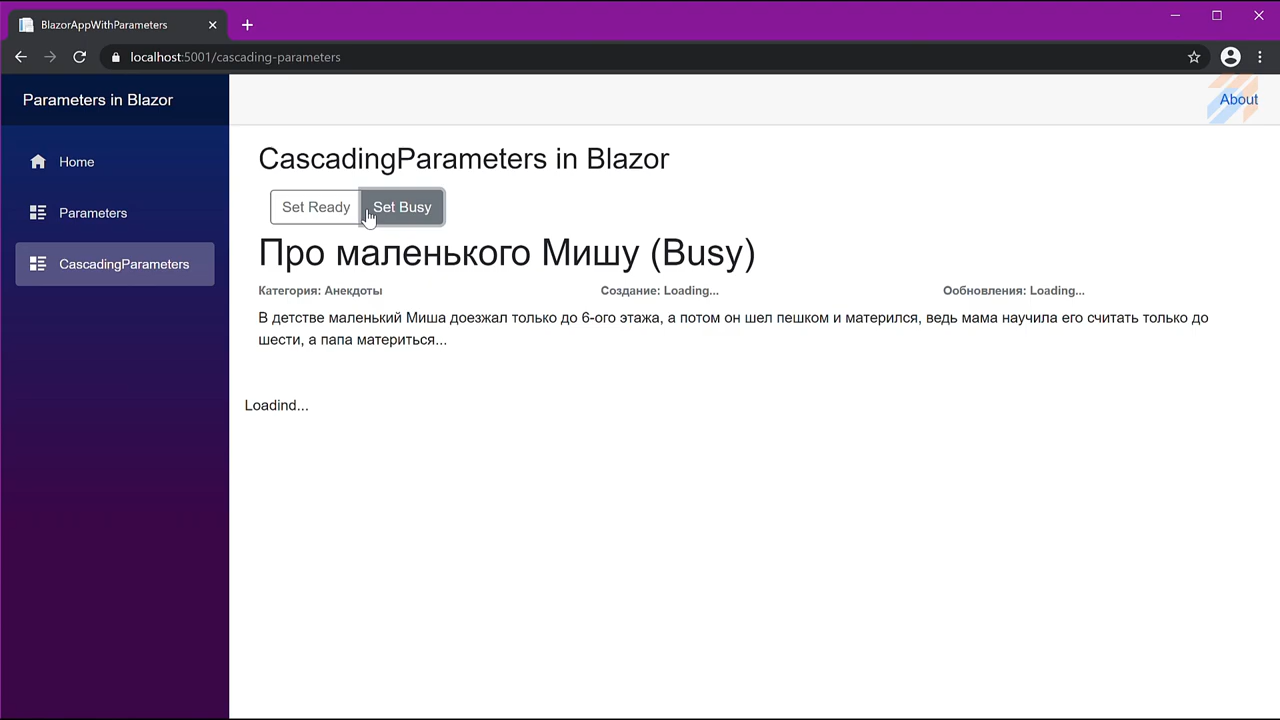 BlazorAppWithParameters
localhost:5001/cascading-parameters
Parameters in Blazor
About
Home
Parameters
CascadingParameters
CascadingParameters in Blazor
Set Ready
Set Busy
Про маленького Мишу (Busy)
Категория: Анекдоты
Создание: Loading...
Ообновления: Loading...
В детстве маленький Миша доезжал только до 6-ого этажа, а потом он шел пешком и матерился, ведь мама научила его считать только до
шести, а папа материться...
Loadind...